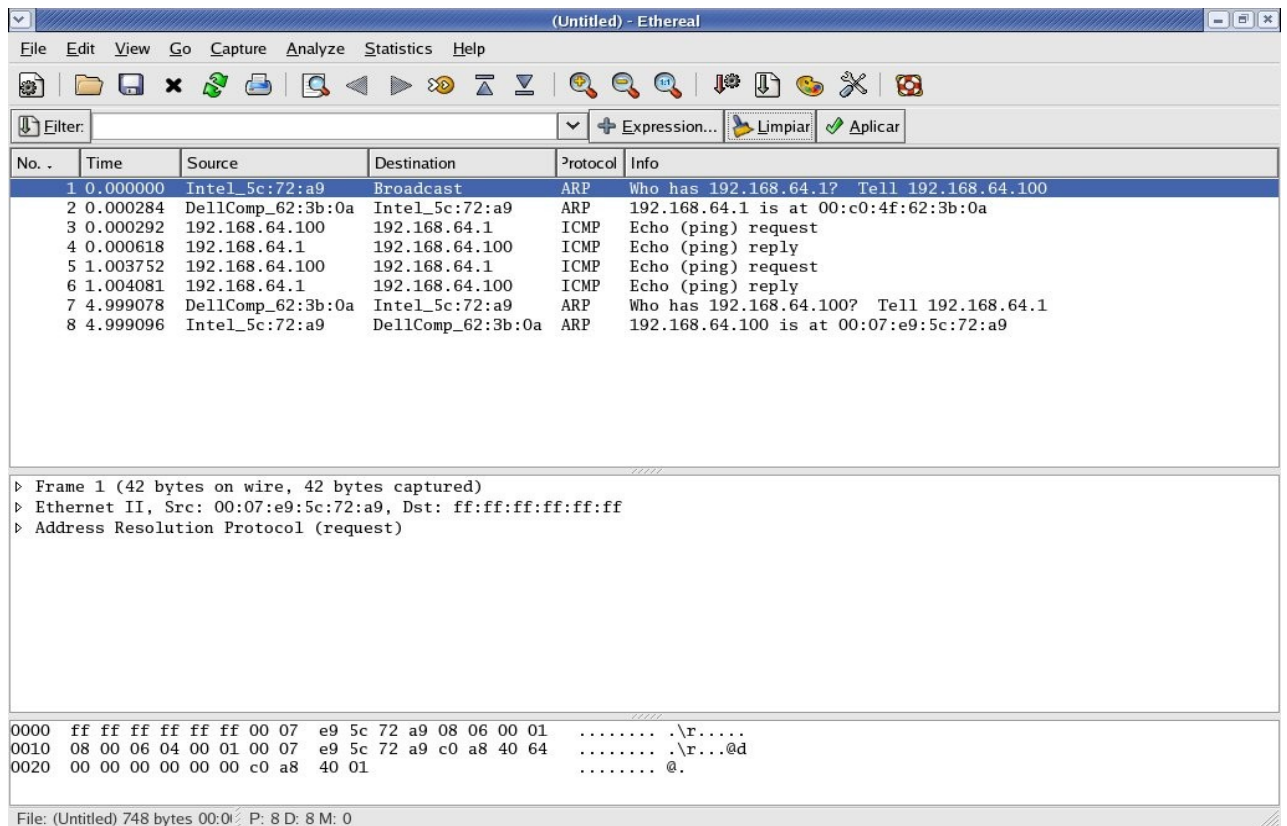 (Untitled) - Ethereal
File Edit View Go Capture Analyze Statistics Help
Filter: Expression... Limpiar Aplicar
No. . Time Source Destination Protocol Info
1 0.000000 Intel_5c:72:a9 Broadcast ARP Who has 192.168.64.1? Tell 192.168.64.100
2 0.000284 DellComp_62:3b:0a Intel_5c:72:a9 ARP 192.168.64.1 is at 00:c0:4f:62:3b:0a
3 0.000292 192.168.64.100 192.168.64.1 ICMP Echo (ping) request
4 0.000618 192.168.64.1 192.168.64.100 ICMP Echo (ping) reply
5 1.003752 192.168.64.100 192.168.64.1 ICMP Echo (ping) request
6 1.004081 192.168.64.1 192.168.64.100 ICMP Echo (ping) reply
7 4.999078 DellComp_62:3b:0a Intel_5c:72:a9 ARP Who has 192.168.64.100? Tell 192.168.64.1
8 4.999096 Intel_5c:72:a9 DellComp_62:3b:0a ARP 192.168.64.100 is at 00:07:e9:5c:72:a9
Frame 1 (42 bytes on wire, 42 bytes captured)
Ethernet II, Src: 00:07:e9:5c:72:a9, Dst: ff:ff:ff:ff:ff:ff
Address Resolution Protocol (request)
0000 ff ff ff ff ff ff 00 07 e9 5c 72 a9 08 06 00 01 ........ .\r.....
0010 08 00 06 04 00 01 00 07 e9 5c 72 a9 c0 a8 40 64 ........ .\r...@d
0020 00 00 00 00 00 00 c0 a8 40 01 ........ @.
File: (Untitled) 748 bytes 00:0 P: 8 D: 8 M: 0